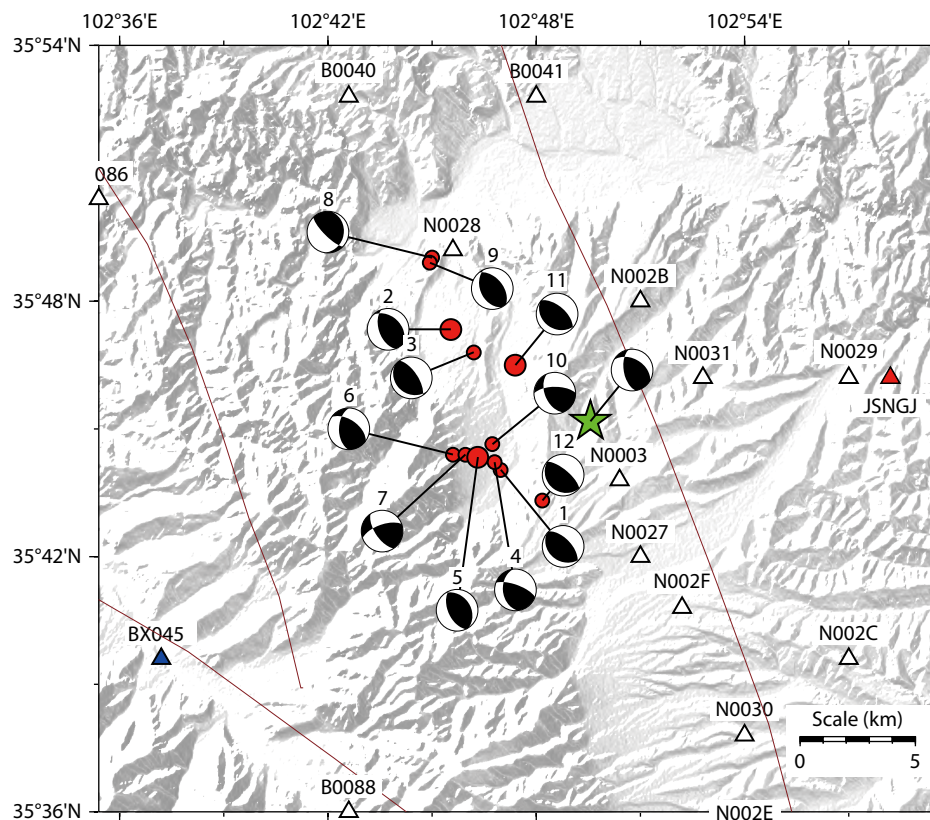 102°36'E 102°42'E 102°48'E 102°54'E
35°54'N
B0040 B0041
086
8
N0028
9
N002B
11
35°48'N
2
3
N0031 N0029
10
JSNGJ
6
12
N0003
7
1
N0027
35°42'N
4
5
N002F
BX045
N002C
N0030
Scale (km)
0 5
B0088
35°36'N
N002E